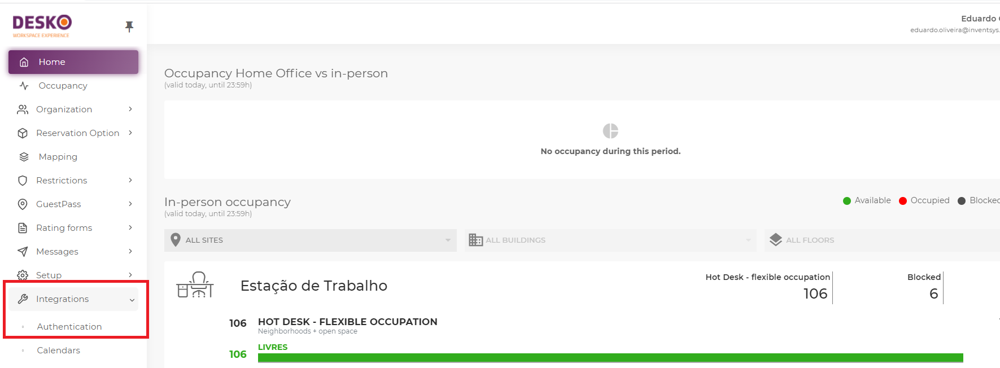 DESKO
WORKSPACE EXPERIENCE
Home
Occupancy
Organization
Reservation Option
Mapping
Restrictions
GuestPass
Rating forms
Messages
Setup
Integrations
Authentication
Calendars
Eduardo
eduardo.oliveira@inventsys.
Occupancy Home Office vs in-person
(valid today, until 23:59h)
No occupancy during this period.
In-person occupancy
(valid today, until 23:59h)
Available
Occupied
Blocked
ALL SITES
ALL BUILDINGS
ALL FLOORS
Estação de Trabalho
Hot Desk - flexible occupation
106
Blocked
6
106 HOT DESK - FLEXIBLE OCCUPATION
Neighborhoods + open space
LIVRES
106